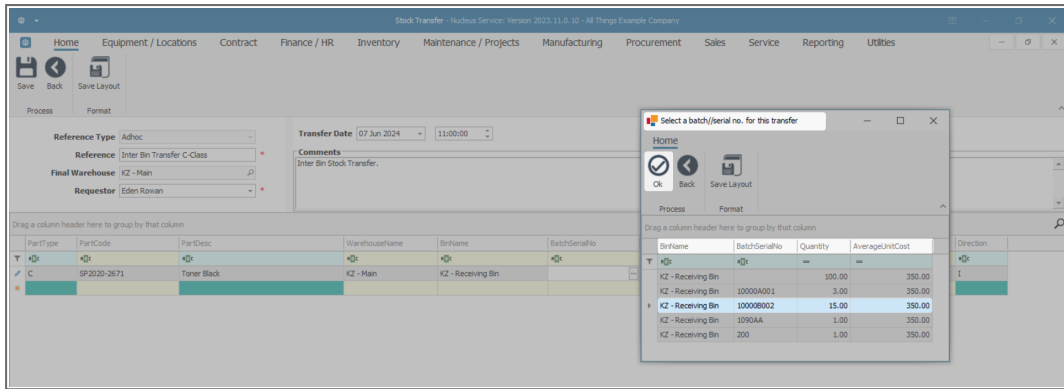 Stock Transfer - Nucleus Service: Version 2023.11.0.10 - All Things Example Company
Home Equipment / Locations Contract Finance / HR Inventory Maintenance / Projects Manufacturing Procurement Sales Service Reporting Utilities
Save Back Save Layout
Process Format
Reference Type Adhoc
Reference Inter Bin Transfer C-Class *
Final Warehouse KZ - Main
Requestor Eden Rowan *
Transfer Date 07 Jun 2024 11:00:00
Comments
Inter Bin Stock Transfer.
Drag a column header here to group by that column
PartType PartCode PartDesc WarehouseName BinName BatchSerialNo Direction
C SP2020-2671 Toner Black KZ - Main KZ - Receiving Bin ... I
Select a batch//serial no. for this transfer
Home
Ok Back Save Layout
Process Format
Drag a column header here to group by that column
BinName BatchSerialNo Quantity AverageUnitCost
= =
KZ - Receiving Bin 100.00 350.00
KZ - Receiving Bin 10000A001 3.00 350.00
KZ - Receiving Bin 10000B002 15.00 350.00
KZ - Receiving Bin 1090AA 1.00 350.00
KZ - Receiving Bin 200 1.00 350.00